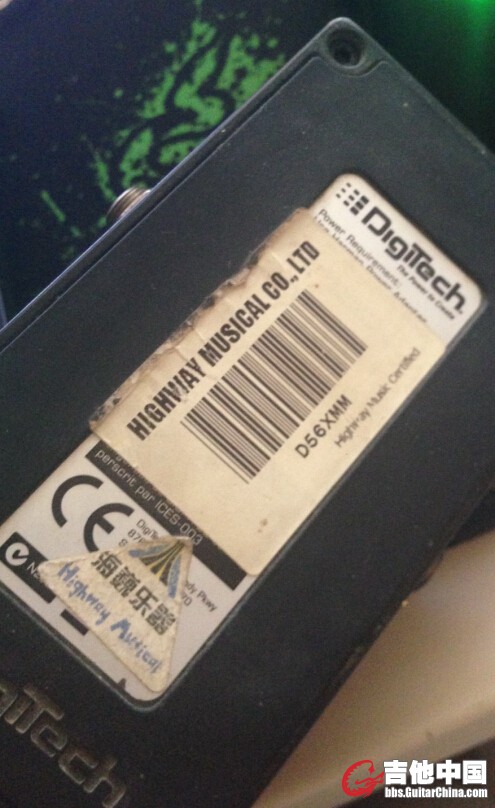 DigiTech
The Power to Create
Power Requirement:
HIGHWAY MUSICAL CO.,LTD
D56XMM
Highway Music Certified
perscrit par ICES-003
CE
海巍乐器
Highway Musical
DigiTech
吉他中国
bbs.GuitarChina.com